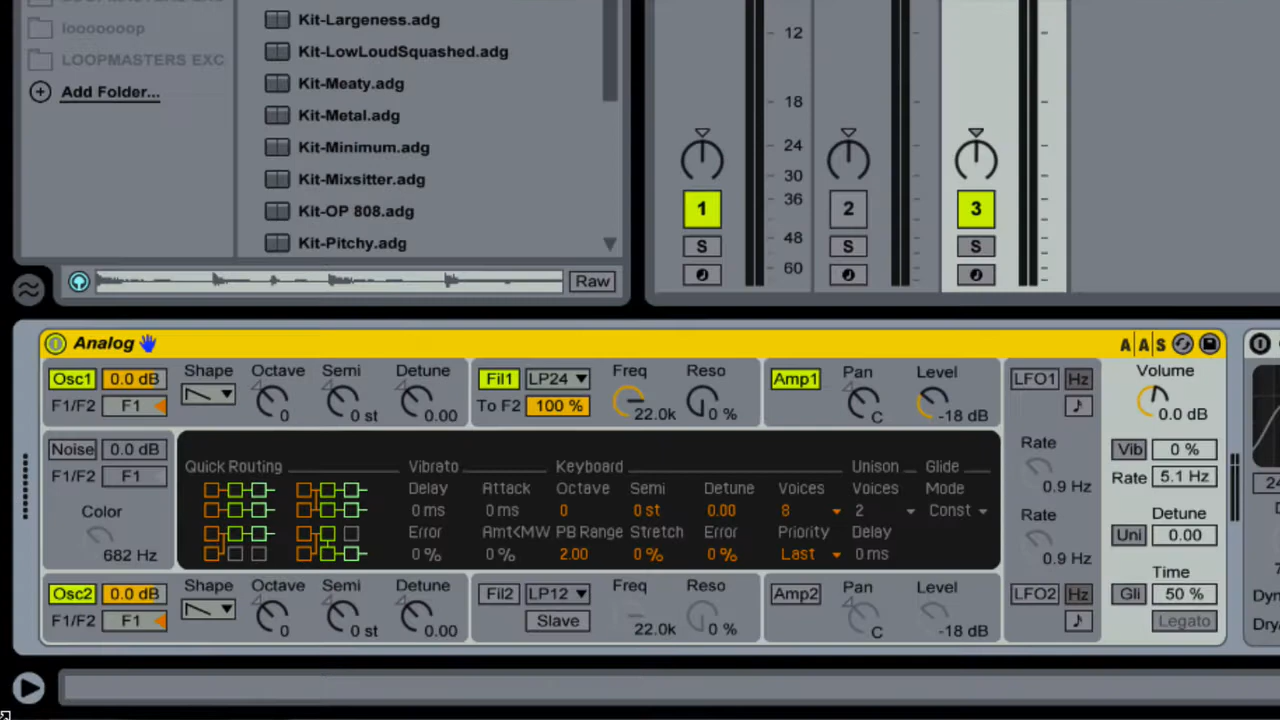 looooooop
LOOPMASTERS EXC
Add Folder...
Kit-Largeness.adg
Kit-LowLoudSquashed.adg
Kit-Meaty.adg
Kit-Metal.adg
Kit-Minimum.adg
Kit-Mixsitter.adg
Kit-OP 808.adg
Kit-Pitchy.adg
Raw
12
18
24
30
36
48
60
1 2 3
S S S
Analog A A S
Osc1 0.0 dB Shape Octave Semi Detune
F1/F2 F1 0 0 st 0.00
Fil1 LP24 Freq Reso
To F2 100 % 22.0k 0 %
Amp1 Pan Level
C -18 dB
LFO1 Hz
Volume
0.0 dB
Noise 0.0 dB
F1/F2 F1
Color
682 Hz
Quick Routing Vibrato Keyboard Unison Glide
Delay Attack Octave Semi Detune Voices Voices Mode
0 ms 0 ms 0 0 st 0.00 8 2 Const
Error Amt<MW PB Range Stretch Error Priority Delay
0 % 0 % 2.00 0 % 0 % Last 0 ms
Rate
0.9 Hz
Rate
0.9 Hz
Vib 0 %
Rate 5.1 Hz
Detune
Uni 0.00
Time
Gli 50 %
Legato
Osc2 0.0 dB Shape Octave Semi Detune
F1/F2 F1 0 0 st 0.00
Fil2 LP12 Freq Reso
Slave 22.0k 0 %
Amp2 Pan Level
C -18 dB
LFO2 Hz